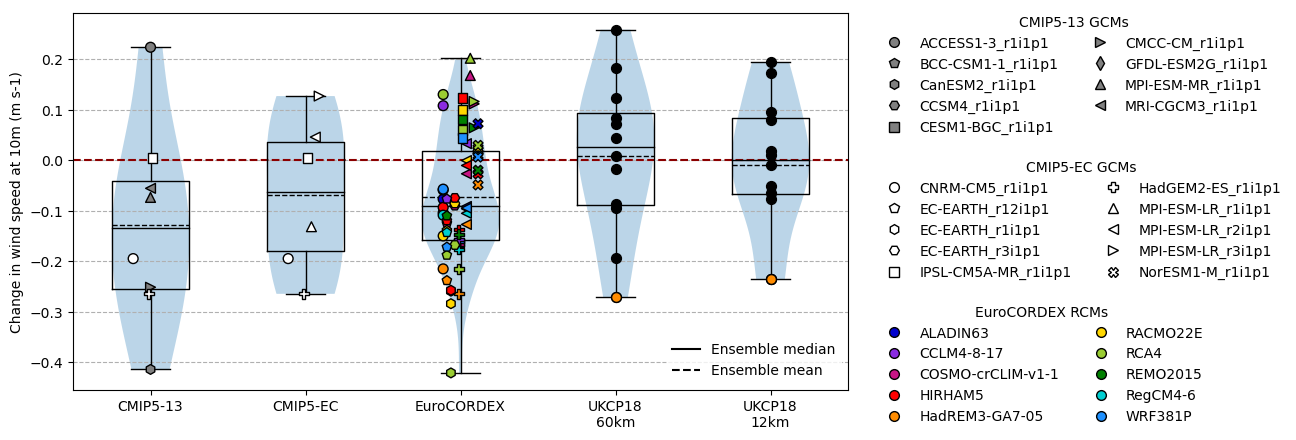 Change in wind speed at 10m (m s-1)
0.2
0.1
0.0
−0.1
−0.2
−0.3
−0.4
Ensemble median
Ensemble mean
CMIP5-13
CMIP5-EC
EuroCORDEX
UKCP18
60km
UKCP18
12km
CMIP5-13 GCMs
ACCESS1-3_r1i1p1
BCC-CSM1-1_r1i1p1
CanESM2_r1i1p1
CCSM4_r1i1p1
CESM1-BGC_r1i1p1
CMCC-CM_r1i1p1
GFDL-ESM2G_r1i1p1
MPI-ESM-MR_r1i1p1
MRI-CGCM3_r1i1p1
CMIP5-EC GCMs
CNRM-CM5_r1i1p1
EC-EARTH_r12i1p1
EC-EARTH_r1i1p1
EC-EARTH_r3i1p1
IPSL-CM5A-MR_r1i1p1
HadGEM2-ES_r1i1p1
MPI-ESM-LR_r1i1p1
MPI-ESM-LR_r2i1p1
MPI-ESM-LR_r3i1p1
NorESM1-M_r1i1p1
EuroCORDEX RCMs
ALADIN63
CCLM4-8-17
COSMO-crCLIM-v1-1
HIRHAM5
HadREM3-GA7-05
RACMO22E
RCA4
REMO2015
RegCM4-6
WRF381P